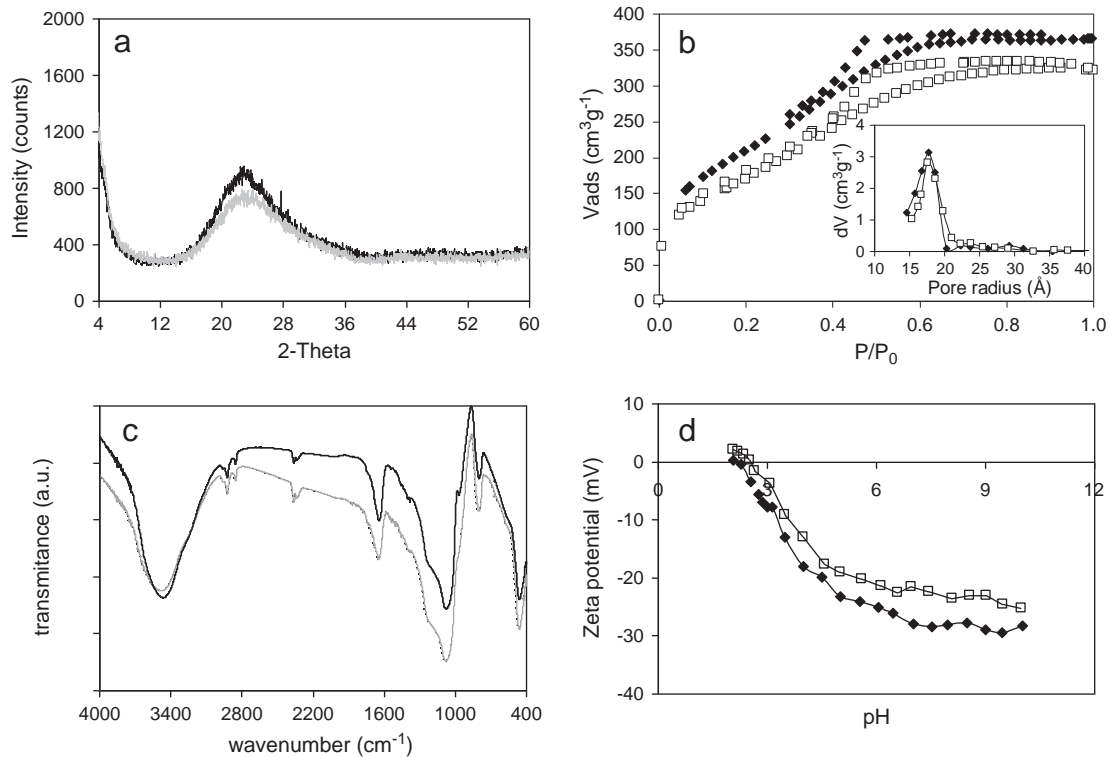 a
2000
1600
1200
800
400
0
Intensity (counts)
4 12 20 28 36 44 52 60
2-Theta
b
400
350
300
250
200
150
100
50
0
Vads (cm³g⁻¹)
0.0 0.2 0.4 0.6 0.8 1.0
P/P₀
4
3
2
1
0
dV (cm³g⁻¹)
10 15 20 25 30 35 40
Pore radius (Å)
c
transmitance (a.u.)
4000 3400 2800 2200 1600 1000 400
wavenumber (cm⁻¹)
d
10
0
-10
-20
-30
-40
Zeta potential (mV)
0 3 6 9 12
pH